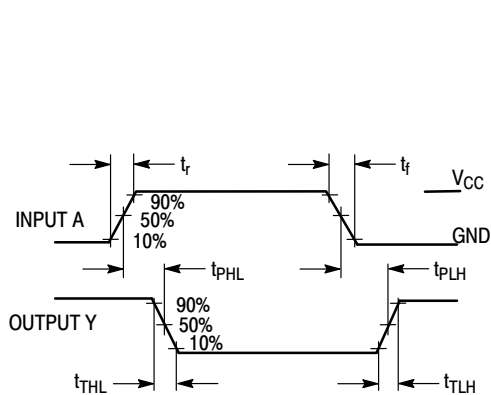 tr
tf
VCC
90%
INPUT A
50%
GND
10%
tPHL
tPLH
90%
OUTPUT Y
50%
10%
tTHL
tTLH